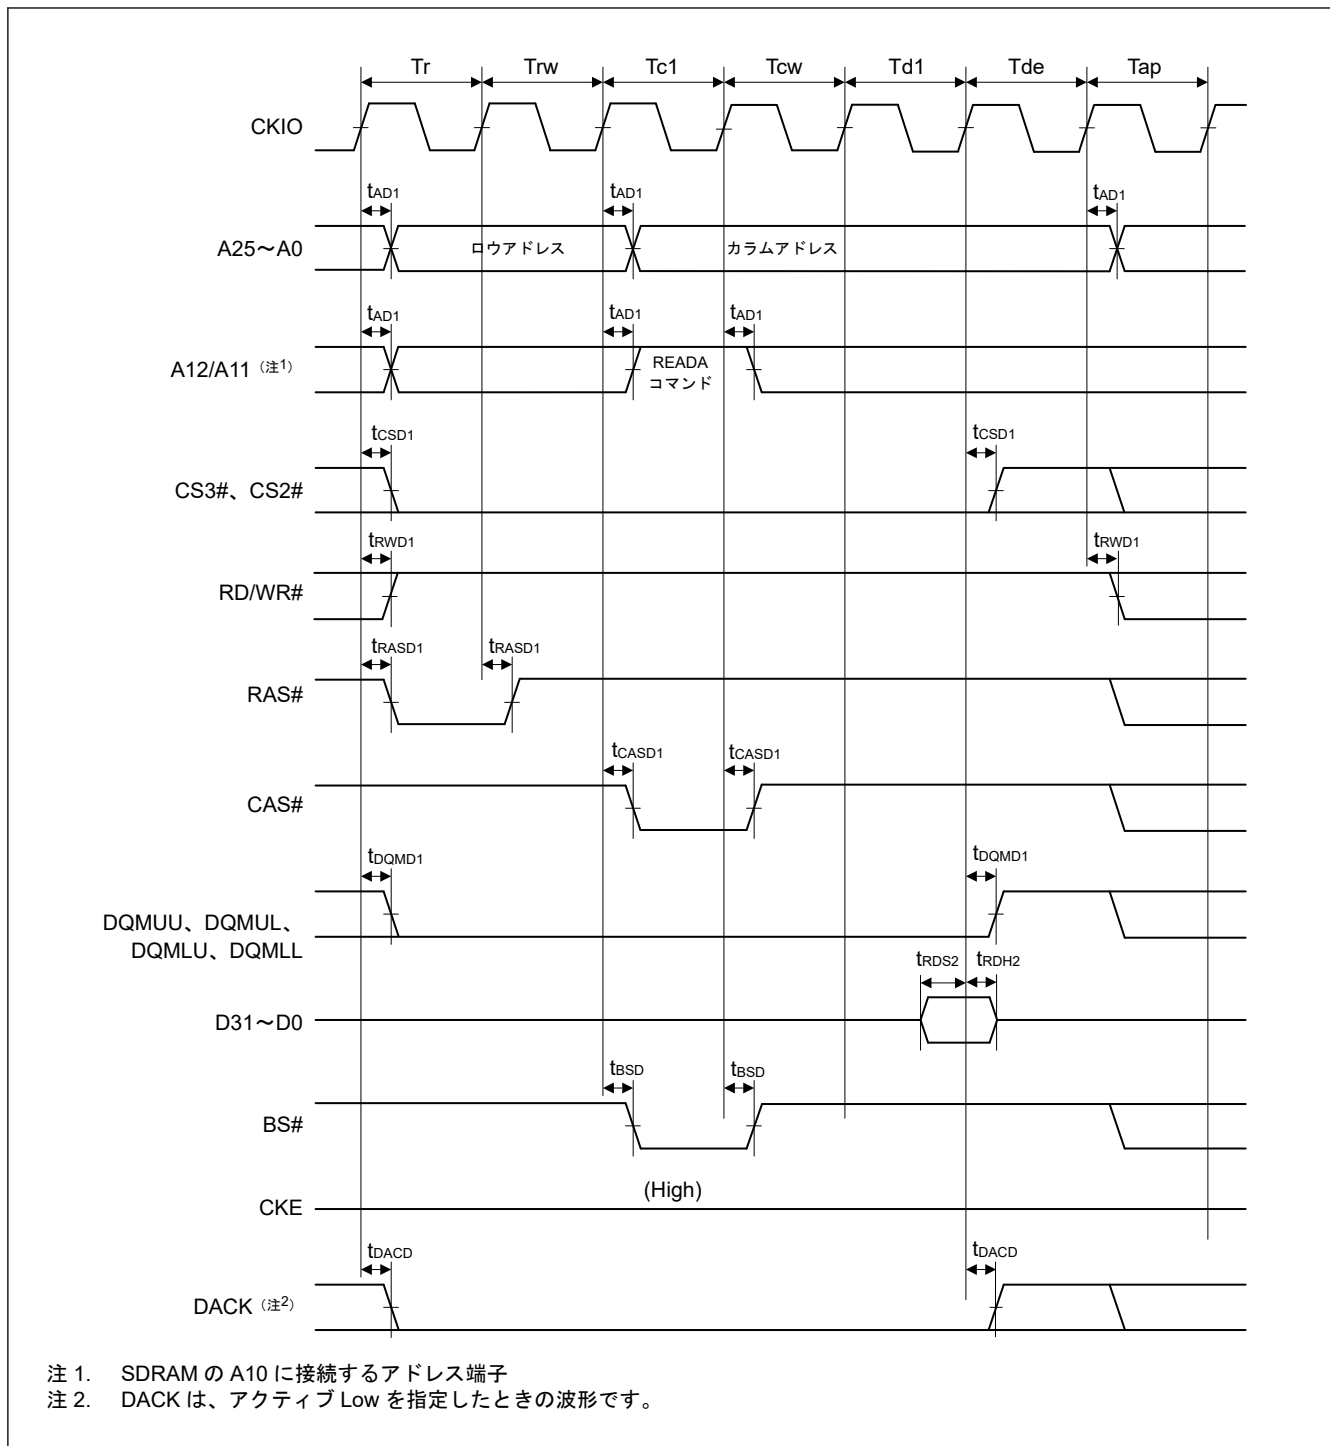 Tr Trw Tc1 Tcw Td1 Tde Tap
CKIO
tAD1 tAD1 tAD1
A25～A0 ロウアドレス カラムアドレス
tAD1 tAD1 tAD1
A12/A11（注1） READA
コマンド
tCSD1 tCSD1
CS3#、CS2#
tRWD1 tRWD1
RD/WR#
tRASD1 tRASD1
RAS#
tCASD1 tCASD1
CAS#
tDQMD1 tDQMD1
DQMUU、DQMUL、
DQMLU、DQMLL
tRDS2 tRDH2
D31～D0
tBSD tBSD
BS#
(High)
CKE
tDACD tDACD
DACK（注2）
注 1. SDRAM の A10 に接続するアドレス端子
注 2. DACK は、アクティブ Low を指定したときの波形です。